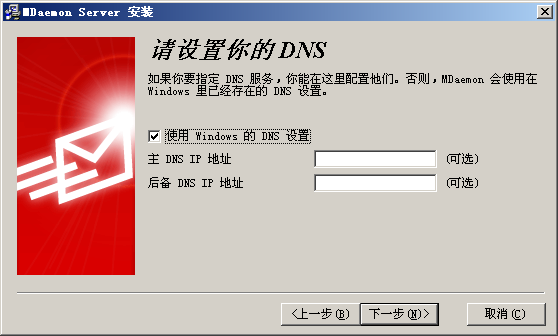 MDaemon Server 安装
请设置你的 DNS
如果你要指定 DNS 服务，你能在这里配置他们。否则，MDaemon 会使用在
Windows 里已经存在的 DNS 设置。
使用 Windows 的 DNS 设置
主 DNS IP 地址 (可选)
后备 DNS IP 地址 (可选)
<上一步(B) 下一步(N)> 取消(C)